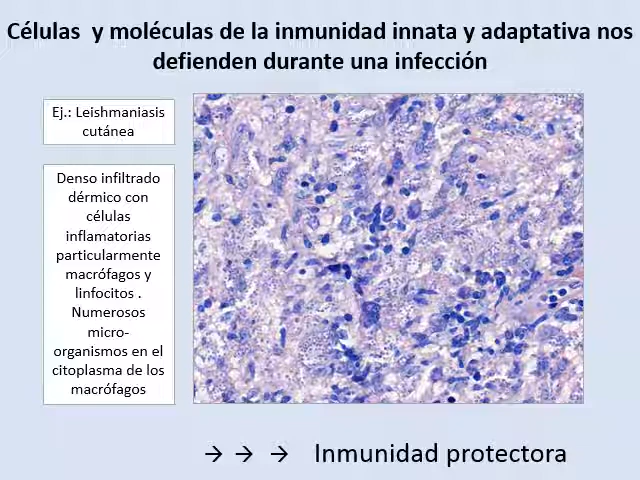 Células  y moléculas de la inmunidad innata y adaptativa nos
defienden durante una infección
Ej.: Leishmaniasis
cutánea
Denso infiltrado
dérmico con
células
inflamatorias
particularmente
macrófagos y
linfocitos .
Numerosos
micro-
organismos en el
citoplasma de los
macrófagos
→ → → Inmunidad protectora